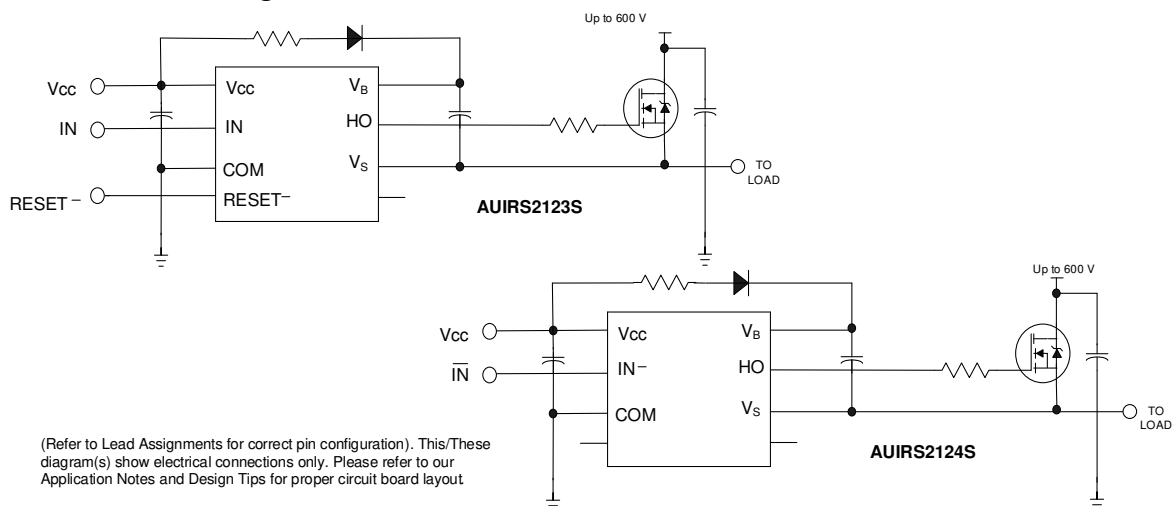 Up to 600 V
Vcc
IN
RESET–
Vcc
IN
COM
RESET–
VB
HO
VS
TO
LOAD
AUIRS2123S
Up to 600 V
Vcc
IN
Vcc
IN–
COM
VB
HO
VS
TO
LOAD
AUIRS2124S
(Refer to Lead Assignments for correct pin configuration). This/These
diagram(s) show electrical connections only. Please refer to our
Application Notes and Design Tips for proper circuit board layout.